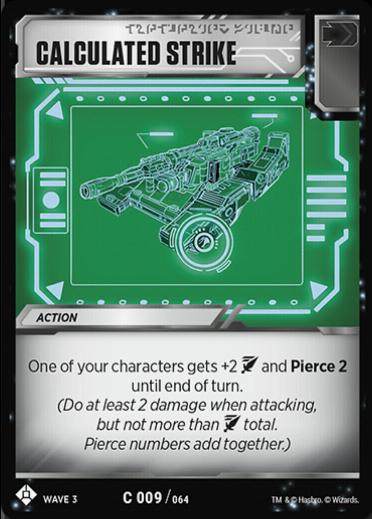 CALCULATED STRIKE
ACTION
One of your characters gets +2 and Pierce 2
until end of turn.
(Do at least 2 damage when attacking,
but not more than total.
Pierce numbers add together.)
WAVE 3 C 009/064 TM & © Hasbro. © Wizards.